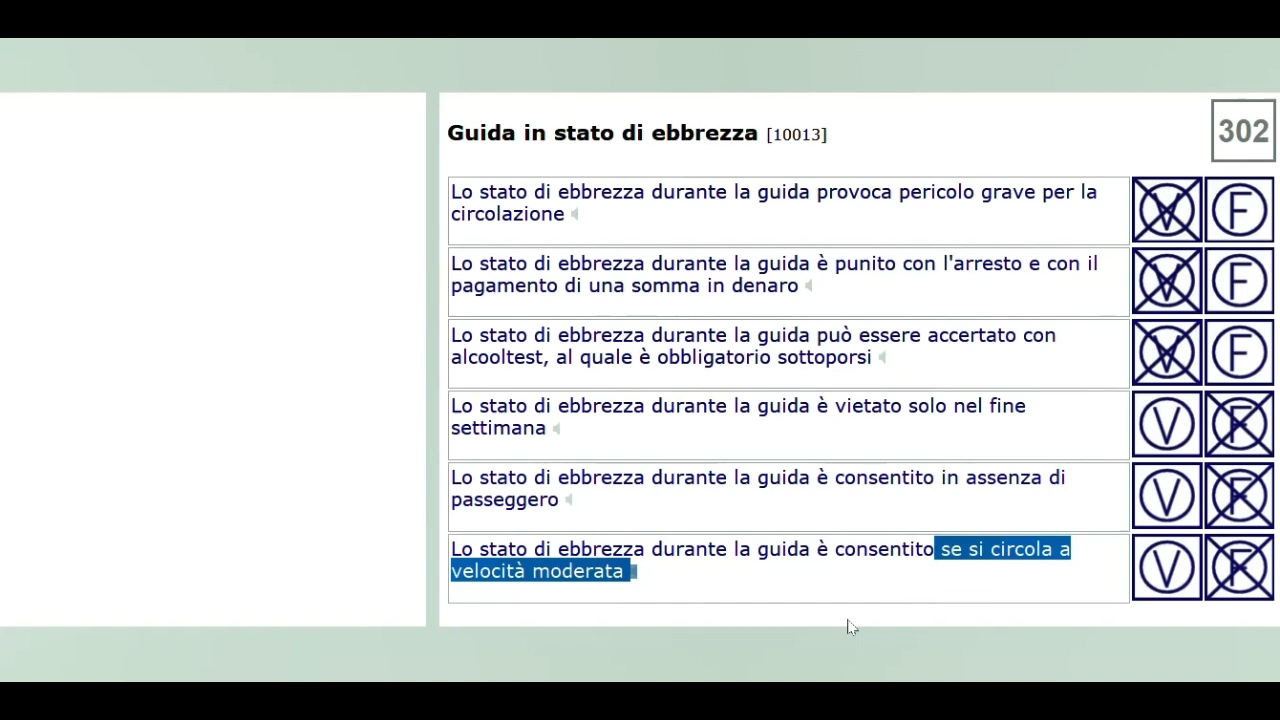 Guida in stato di ebbrezza [10013]
302
Lo stato di ebbrezza durante la guida provoca pericolo grave per la
circolazione
V F
Lo stato di ebbrezza durante la guida è punito con l'arresto e con il
pagamento di una somma in denaro
V F
Lo stato di ebbrezza durante la guida può essere accertato con
alcooltest, al quale è obbligatorio sottoporsi
V F
Lo stato di ebbrezza durante la guida è vietato solo nel fine
settimana
V F
Lo stato di ebbrezza durante la guida è consentito in assenza di
passeggero
V F
Lo stato di ebbrezza durante la guida è consentito se si circola a
velocità moderata
V F